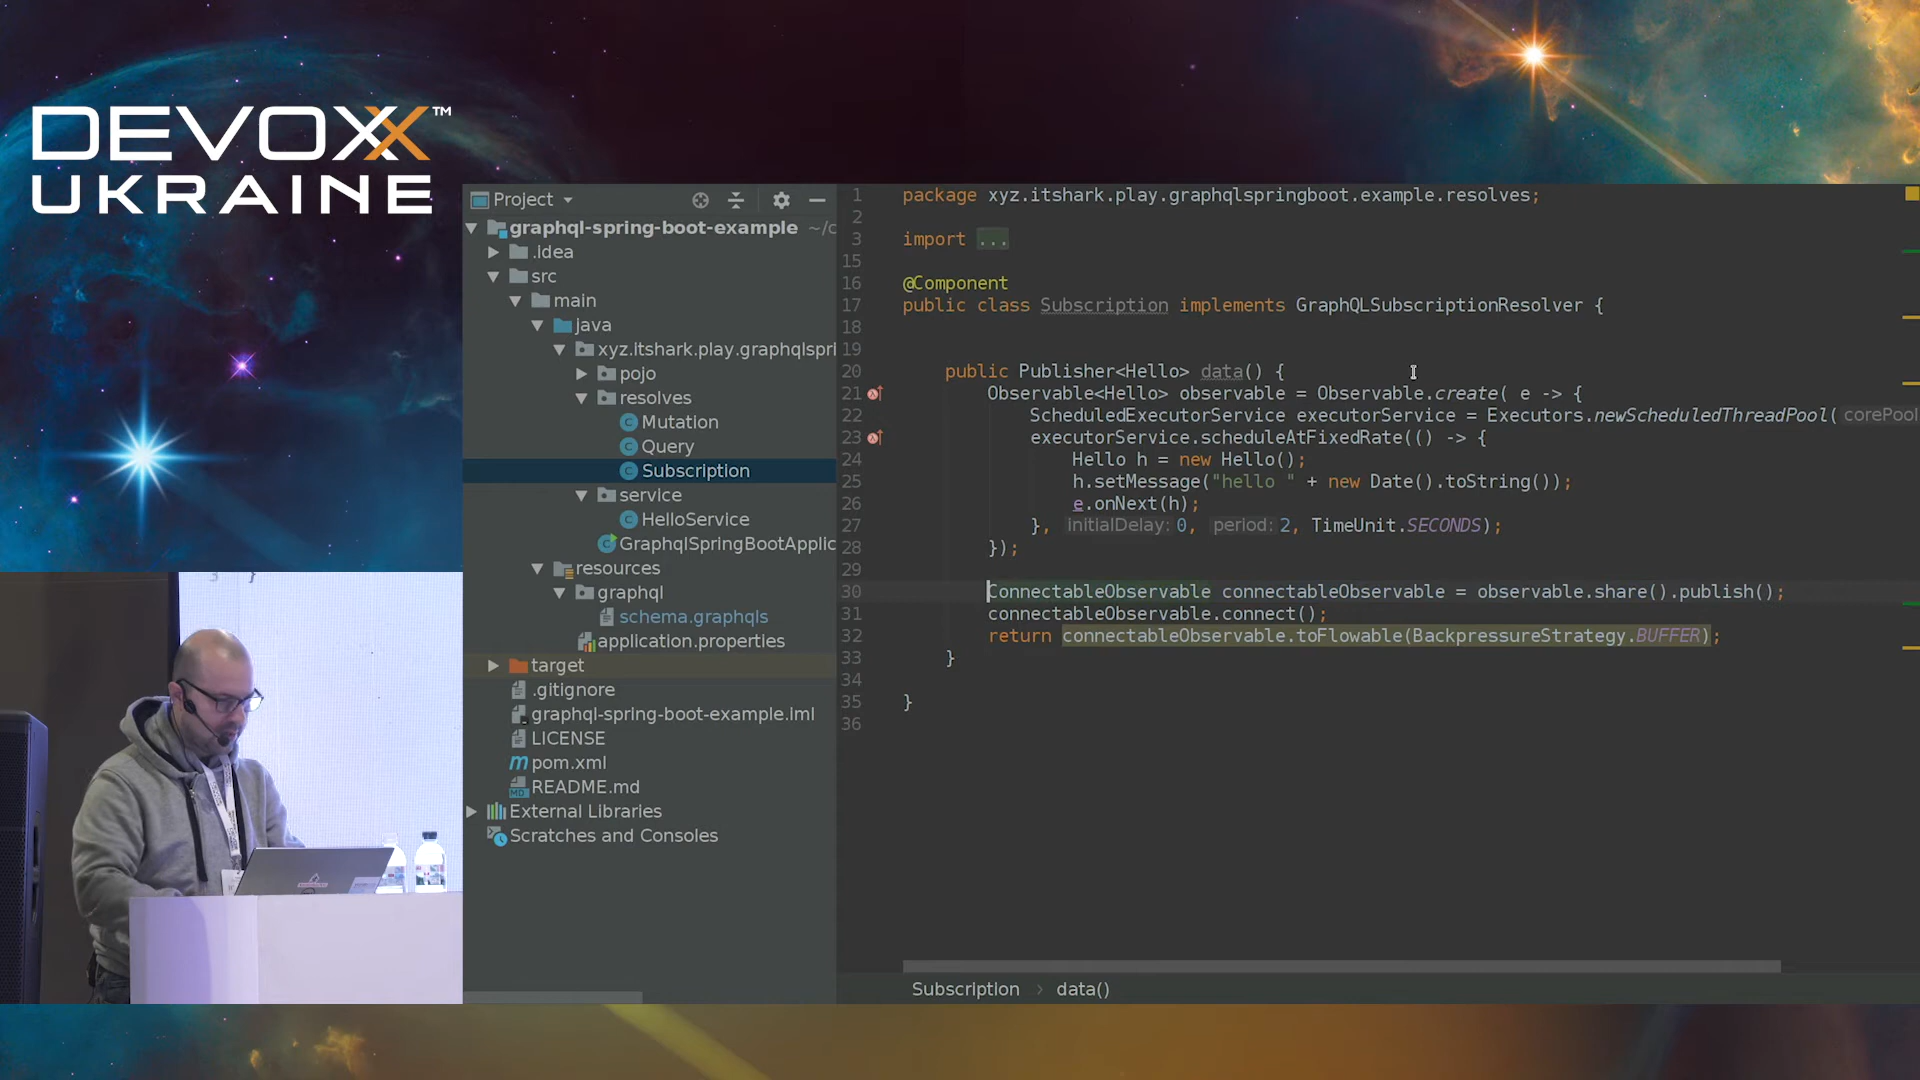 DEVOXX™
UKRAINE
Project
graphql-spring-boot-example ~/c
.idea
src
main
java
xyz.itshark.play.graphqlspri
pojo
resolves
Mutation
Query
Subscription
service
HelloService
GraphqlSpringBootApplic
resources
graphql
schema.graphqls
application.properties
target
.gitignore
graphql-spring-boot-example.iml
LICENSE
pom.xml
README.md
External Libraries
Scratches and Consoles
1 package xyz.itshark.play.graphqlspringboot.example.resolves;
2
3 import ...
15
16 @Component
17 public class Subscription implements GraphQLSubscriptionResolver {
18
19
20 public Publisher<Hello> data() {
21 Observable<Hello> observable = Observable.create( e -> {
22 ScheduledExecutorService executorService = Executors.newScheduledThreadPool( corePool
23 executorService.scheduleAtFixedRate(() -> {
24 Hello h = new Hello();
25 h.setMessage("hello " + new Date().toString());
26 e.onNext(h);
27 }, initialDelay: 0, period: 2, TimeUnit.SECONDS);
28 });
29
30 ConnectableObservable connectableObservable = observable.share().publish();
31 connectableObservable.connect();
32 return connectableObservable.toFlowable(BackpressureStrategy.BUFFER);
33 }
34
35 }
36
Subscription › data()